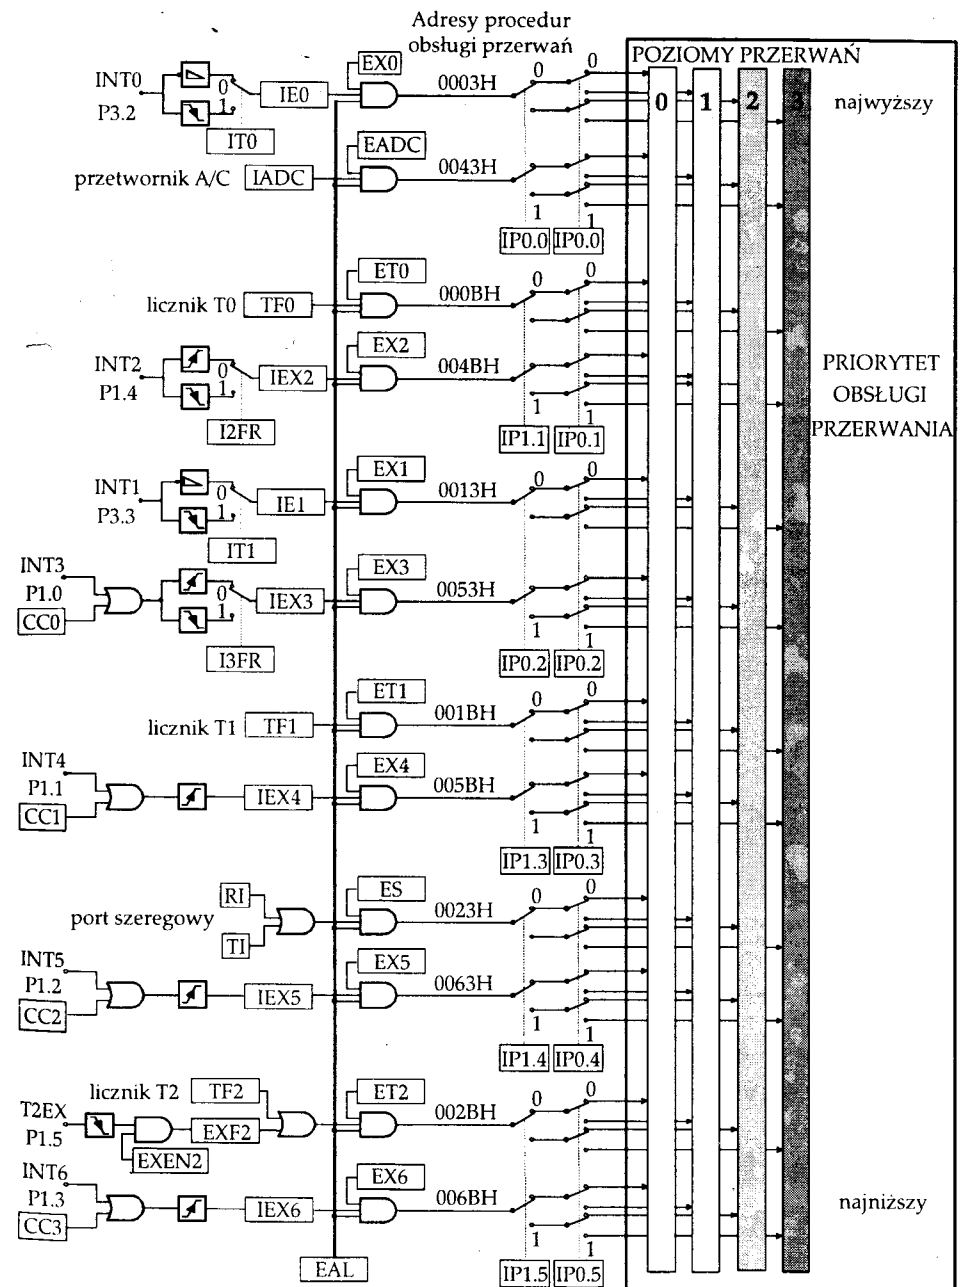 Adresy procedur
obsługi przerwań
POZIOMY PRZERWAŃ
0 1 2 3
najwyższy
INT0
P3.2
0
1
IE0
IT0
EX0
0003H
0
0
przetwornik A/C
IADC
EADC
0043H
1
1
IP0.0
IP0.0
licznik T0
TF0
ET0
000BH
0
0
INT2
P1.4
0
1
IEX2
I2FR
EX2
004BH
1
1
IP1.1
IP0.1
PRIORYTET
OBSŁUGI
PRZERWANIA
INT1
P3.3
0
1
IE1
IT1
EX1
0013H
0
0
INT3
P1.0
CC0
0
1
IEX3
I3FR
EX3
0053H
1
1
IP0.2
IP0.2
licznik T1
TF1
ET1
001BH
0
0
INT4
P1.1
CC1
IEX4
EX4
005BH
1
1
IP1.3
IP0.3
port szeregowy
RI
TI
ES
0023H
0
0
INT5
P1.2
CC2
IEX5
EX5
0063H
1
1
IP1.4
IP0.4
licznik T2
TF2
T2EX
P1.5
EXEN2
EXF2
ET2
002BH
0
0
INT6
P1.3
CC3
IEX6
EX6
006BH
1
1
IP1.5
IP0.5
najniższy
EAL